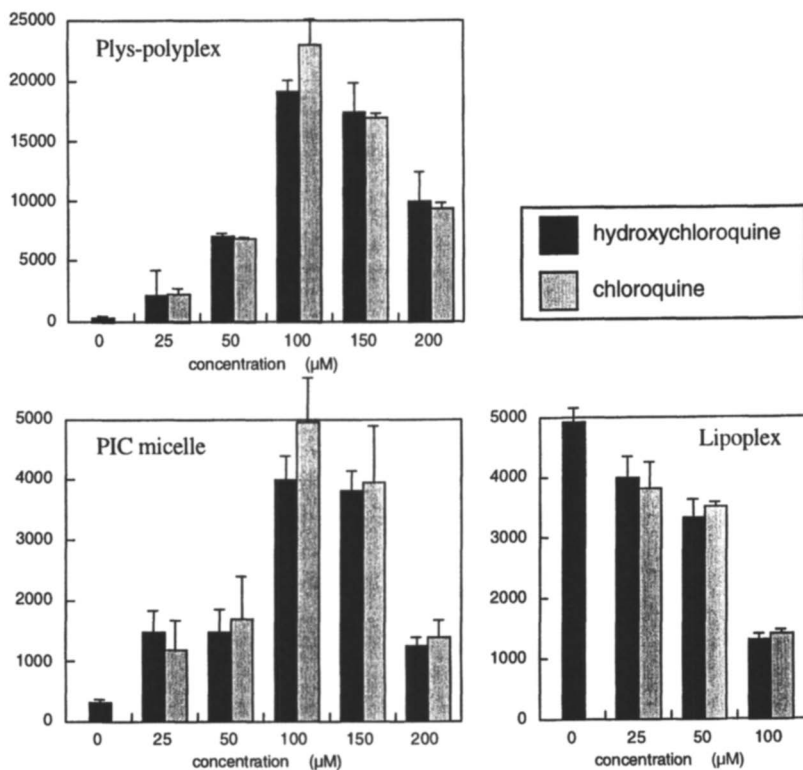 Plys-polyplex
25000
20000
15000
10000
5000
0
0 25 50 100 150 200
concentration (µM)
hydroxychloroquine
chloroquine
PIC micelle
5000
4000
3000
2000
1000
0
0 25 50 100 150 200
concentration (µM)
Lipoplex
5000
4000
3000
2000
1000
0
0 25 50 100
concentration (µM)